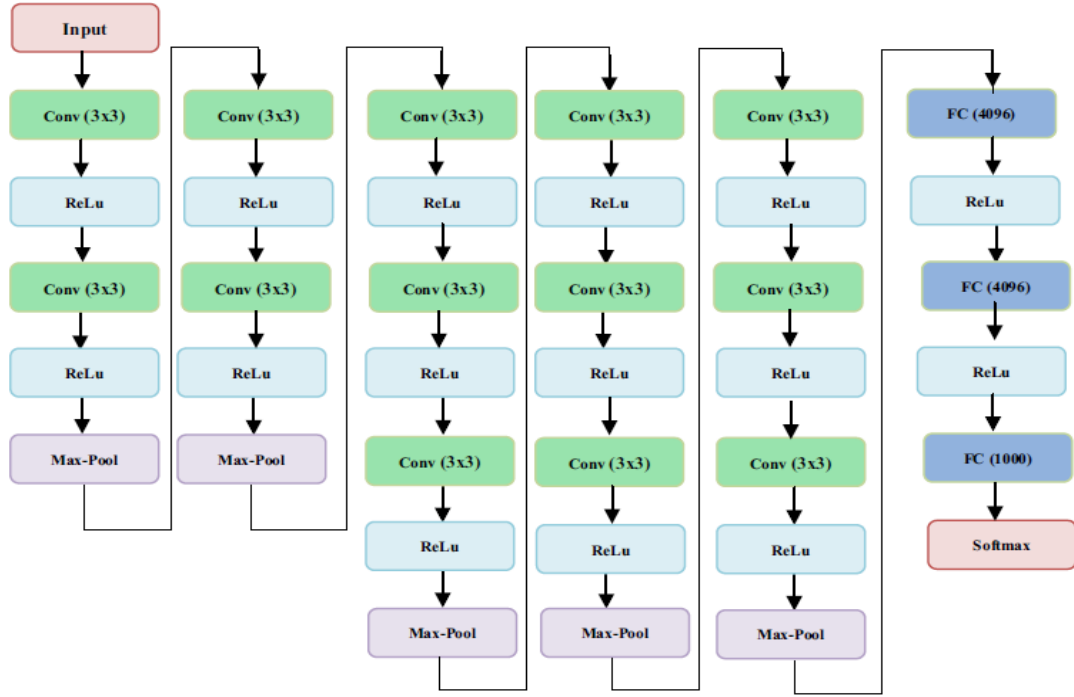 Input
Conv (3x3)
ReLu
Conv (3x3)
ReLu
Max-Pool
Conv (3x3)
ReLu
Conv (3x3)
ReLu
Max-Pool
Conv (3x3)
ReLu
Conv (3x3)
ReLu
Conv (3x3)
ReLu
Max-Pool
Conv (3x3)
ReLu
Conv (3x3)
ReLu
Conv (3x3)
ReLu
Max-Pool
Conv (3x3)
ReLu
Conv (3x3)
ReLu
Conv (3x3)
ReLu
Max-Pool
FC (4096)
ReLu
FC (4096)
ReLu
FC (1000)
Softmax